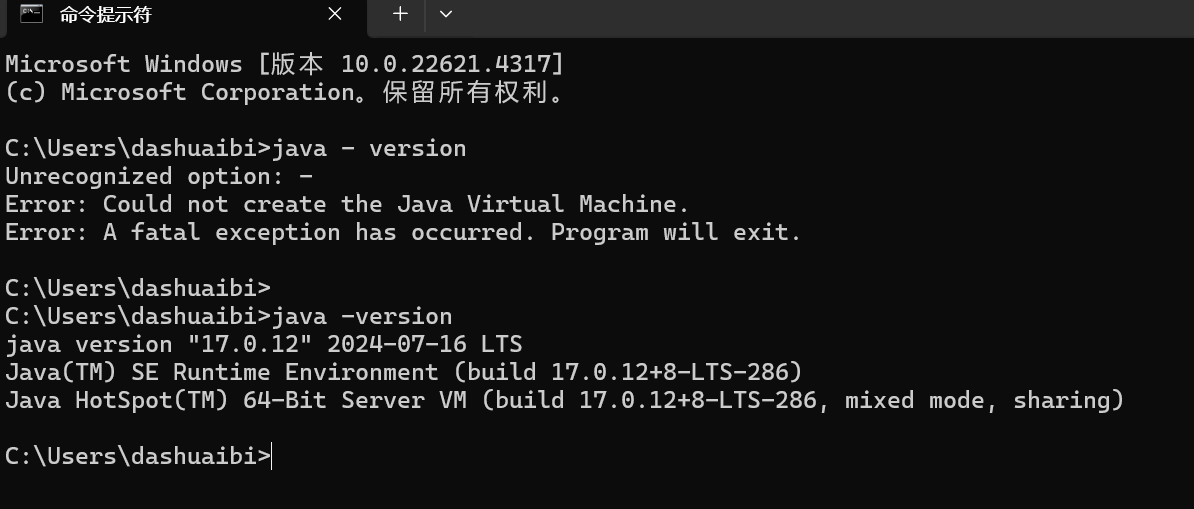 命令提示符
Microsoft Windows [版本 10.0.22621.4317]
(c) Microsoft Corporation。保留所有权利。
C:\Users\dashuaibi>java - version
Unrecognized option: -
Error: Could not create the Java Virtual Machine.
Error: A fatal exception has occurred. Program will exit.
C:\Users\dashuaibi>
C:\Users\dashuaibi>java -version
java version "17.0.12" 2024-07-16 LTS
Java(TM) SE Runtime Environment (build 17.0.12+8-LTS-286)
Java HotSpot(TM) 64-Bit Server VM (build 17.0.12+8-LTS-286, mixed mode, sharing)
C:\Users\dashuaibi>